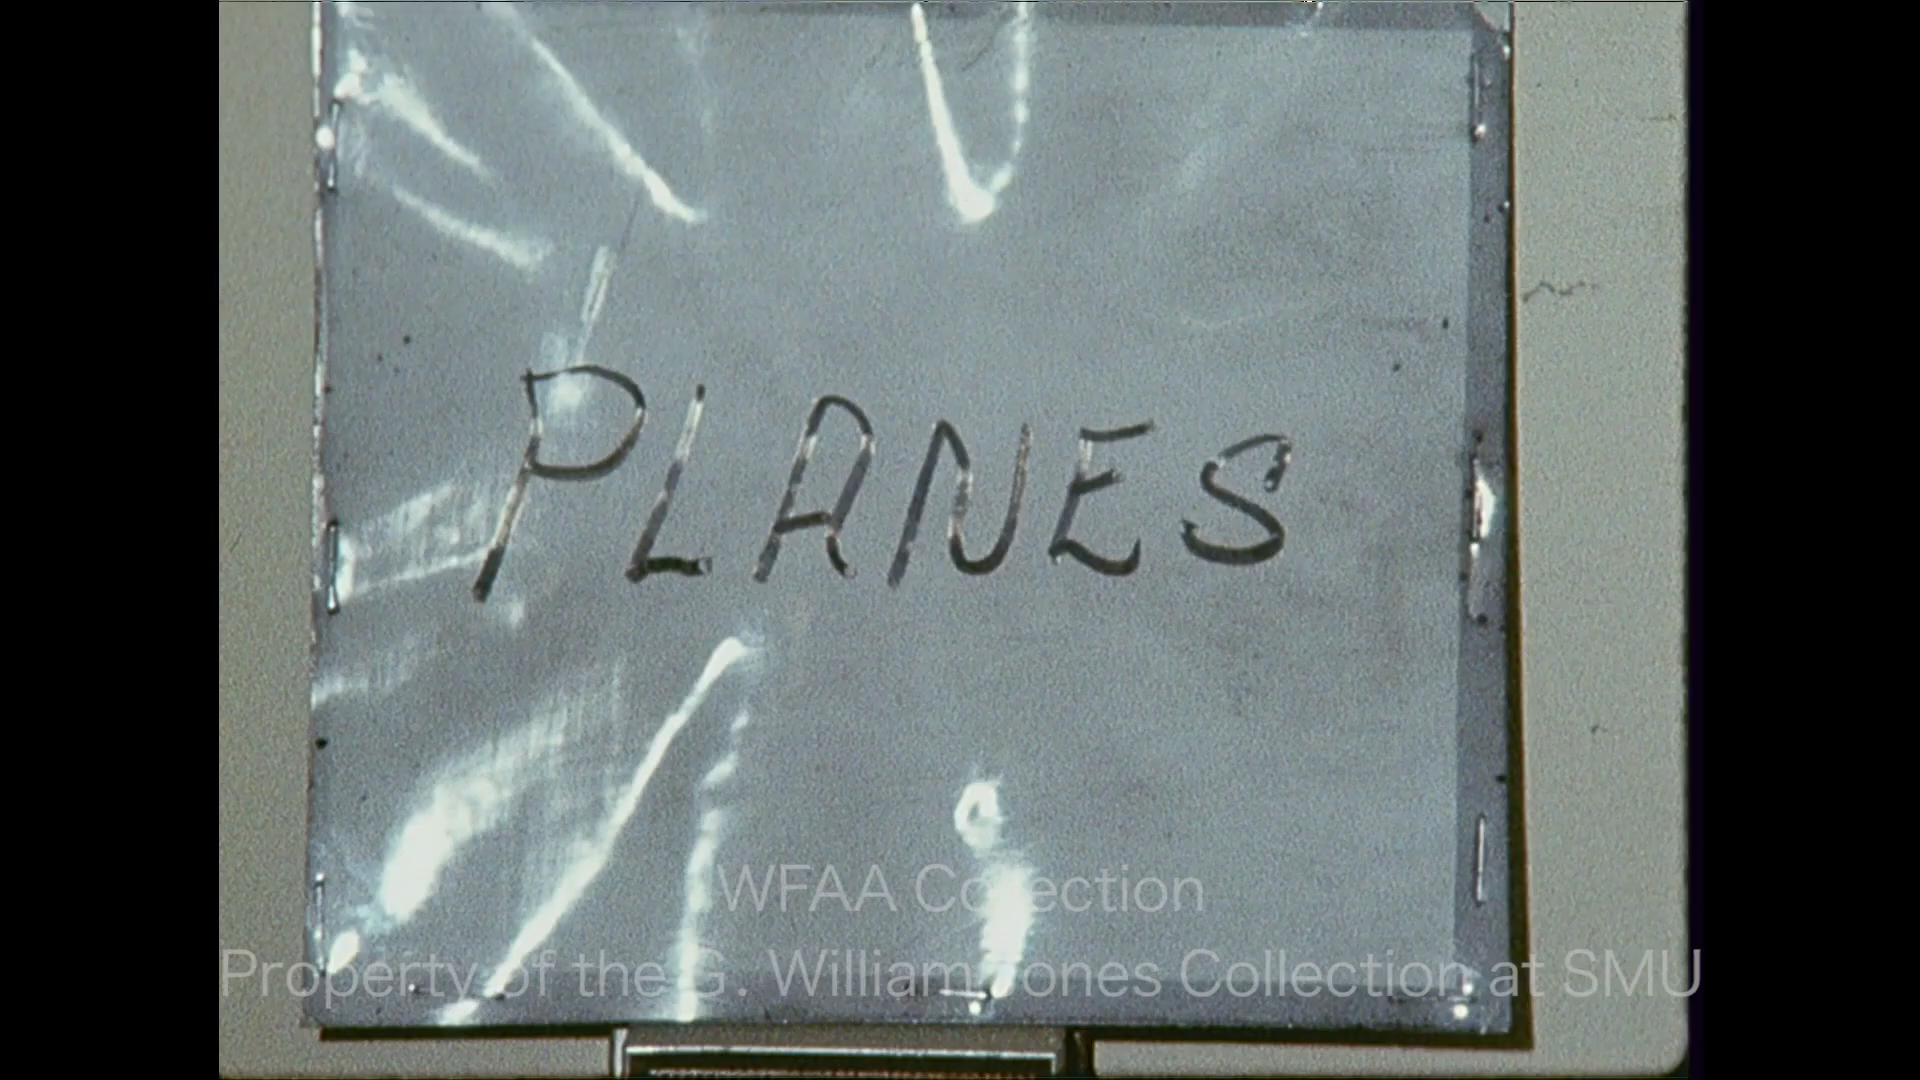 PLANES
WFAA Collection
Property of the G. William Jones Collection at SMU